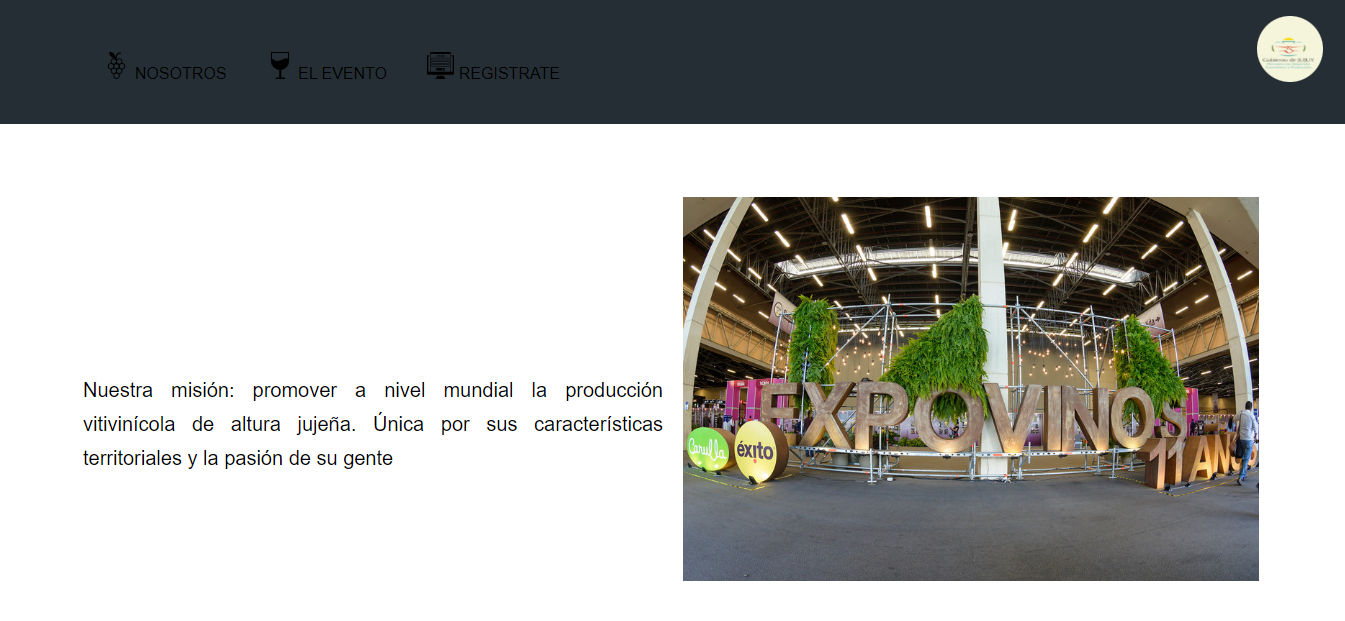 NOSOTROS
EL EVENTO
REGISTRATE
Gobierno de JUJUY
Nuestra misión: promover a nivel mundial la producción
vitivinícola de altura jujeña. Única por sus características
territoriales y la pasión de su gente
EXPOVINOS
Carulla
éxito
11 AÑOS